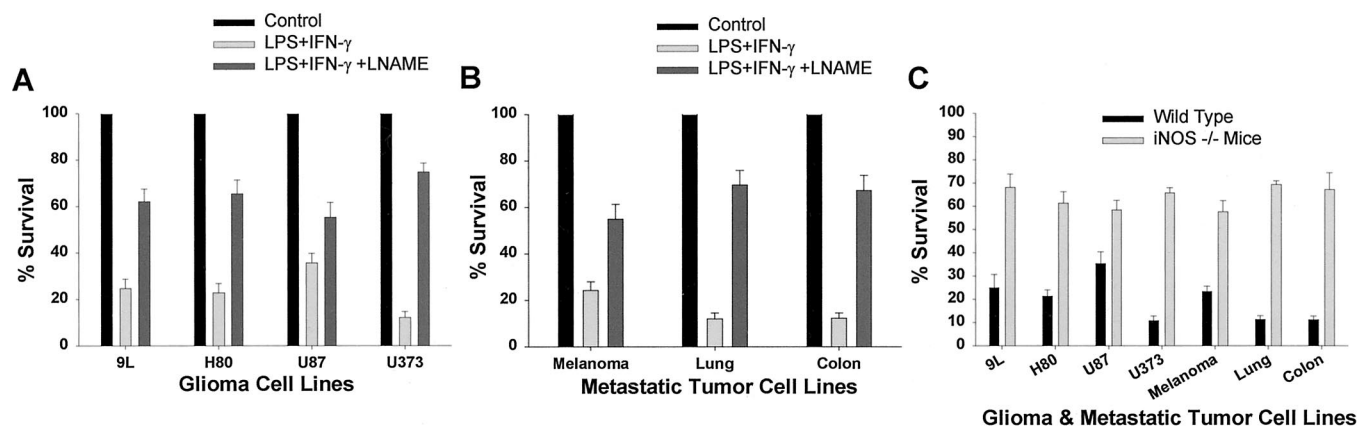 A
Control
LPS+IFN-γ
LPS+IFN-γ +LNAME
% Survival
100
80
60
40
20
0
9L H80 U87 U373
Glioma Cell Lines
B
Control
LPS+IFN-γ
LPS+IFN-γ +LNAME
% Survival
100
80
60
40
20
0
Melanoma Lung Colon
Metastatic Tumor Cell Lines
C
Wild Type
iNOS -/- Mice
% Survival
100
90
80
70
60
50
40
30
20
10
0
9L H80 U87 U373 Melanoma Lung Colon
Glioma & Metastatic Tumor Cell Lines